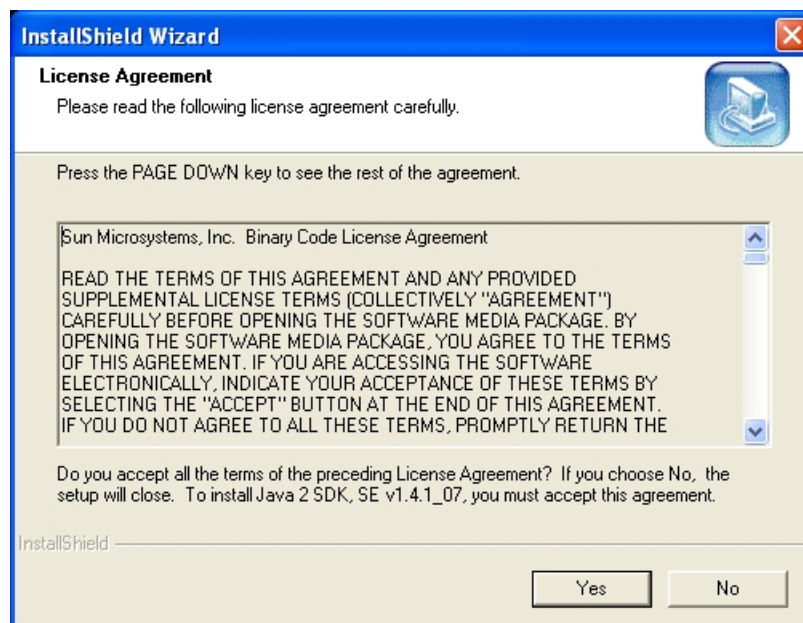 InstallShield Wizard
License Agreement
Please read the following license agreement carefully.
Press the PAGE DOWN key to see the rest of the agreement.
Sun Microsystems, Inc.  Binary Code License Agreement
READ THE TERMS OF THIS AGREEMENT AND ANY PROVIDED
SUPPLEMENTAL LICENSE TERMS (COLLECTIVELY "AGREEMENT")
CAREFULLY BEFORE OPENING THE SOFTWARE MEDIA PACKAGE. BY
OPENING THE SOFTWARE MEDIA PACKAGE, YOU AGREE TO THE TERMS
OF THIS AGREEMENT. IF YOU ARE ACCESSING THE SOFTWARE
ELECTRONICALLY, INDICATE YOUR ACCEPTANCE OF THESE TERMS BY
SELECTING THE "ACCEPT" BUTTON AT THE END OF THIS AGREEMENT.
IF YOU DO NOT AGREE TO ALL THESE TERMS, PROMPTLY RETURN THE
Do you accept all the terms of the preceding License Agreement?  If you choose No,  the
setup will close.  To install Java 2 SDK, SE v1.4.1_07, you must accept this agreement.
InstallShield
Yes
No